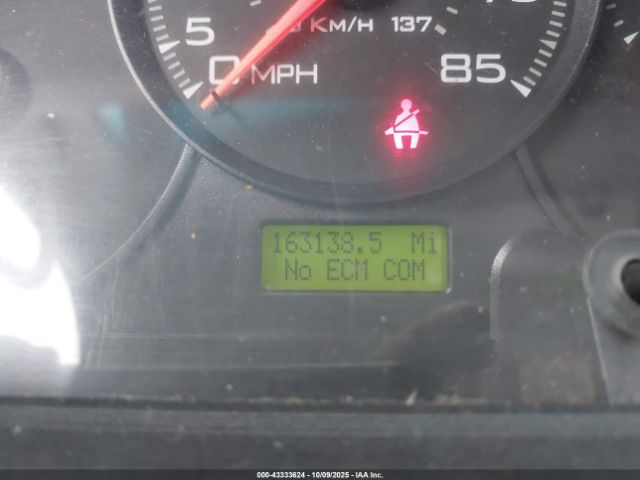 5
KM/H 137
0 MPH
85
163138.5 Mi
No ECM COM
000-43333624 - 10/09/2025 - IAA Inc.